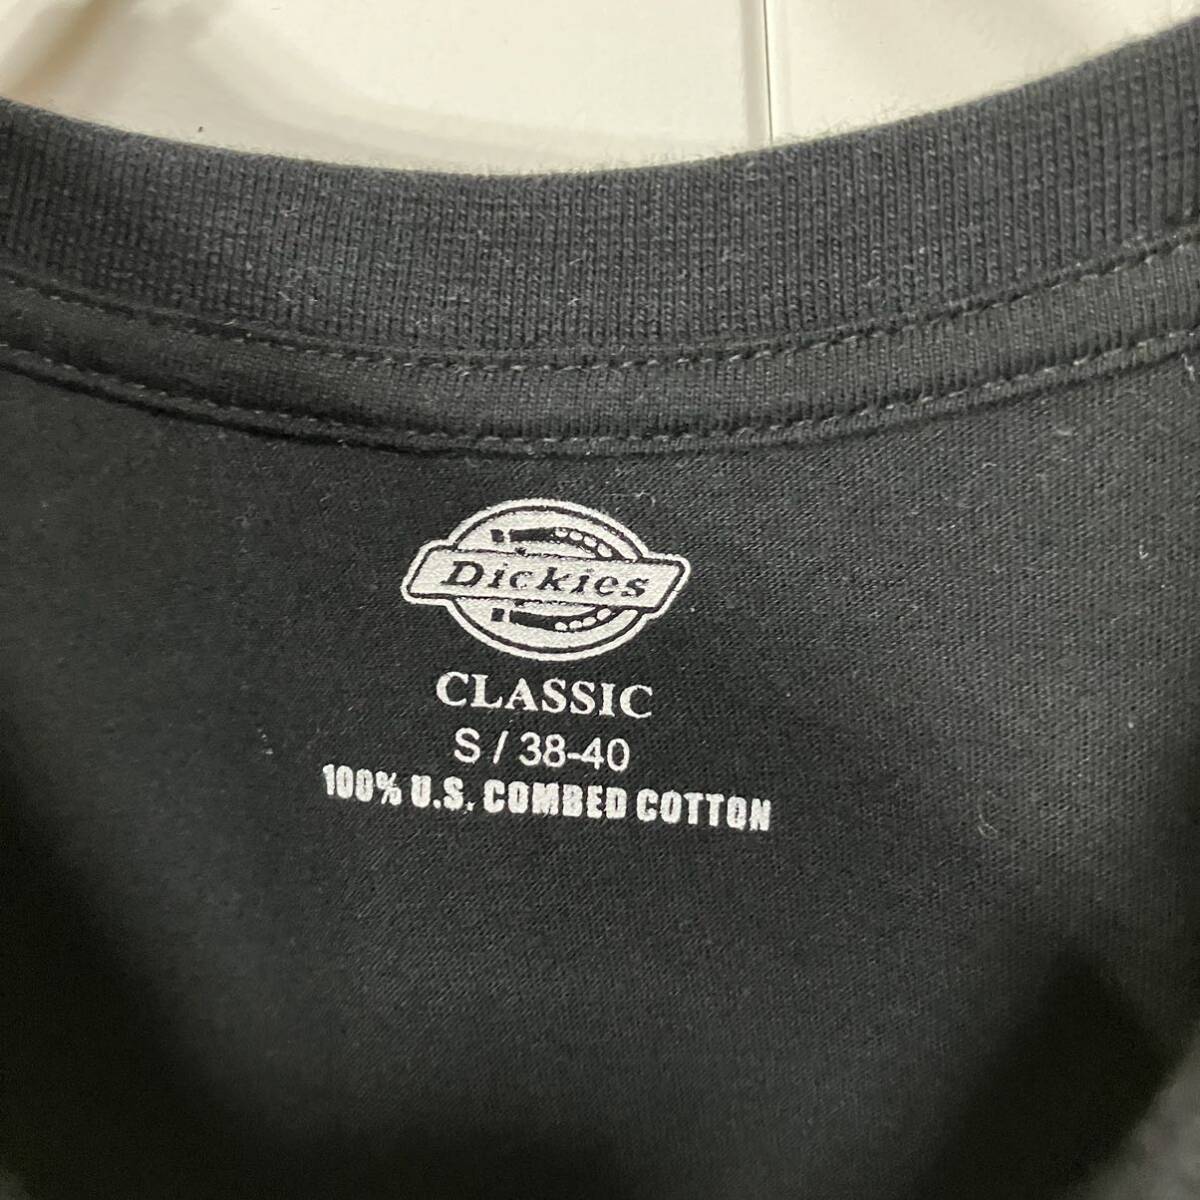 Dickies
CLASSIC
S / 38-40
100% U.S. COMBED COTTON